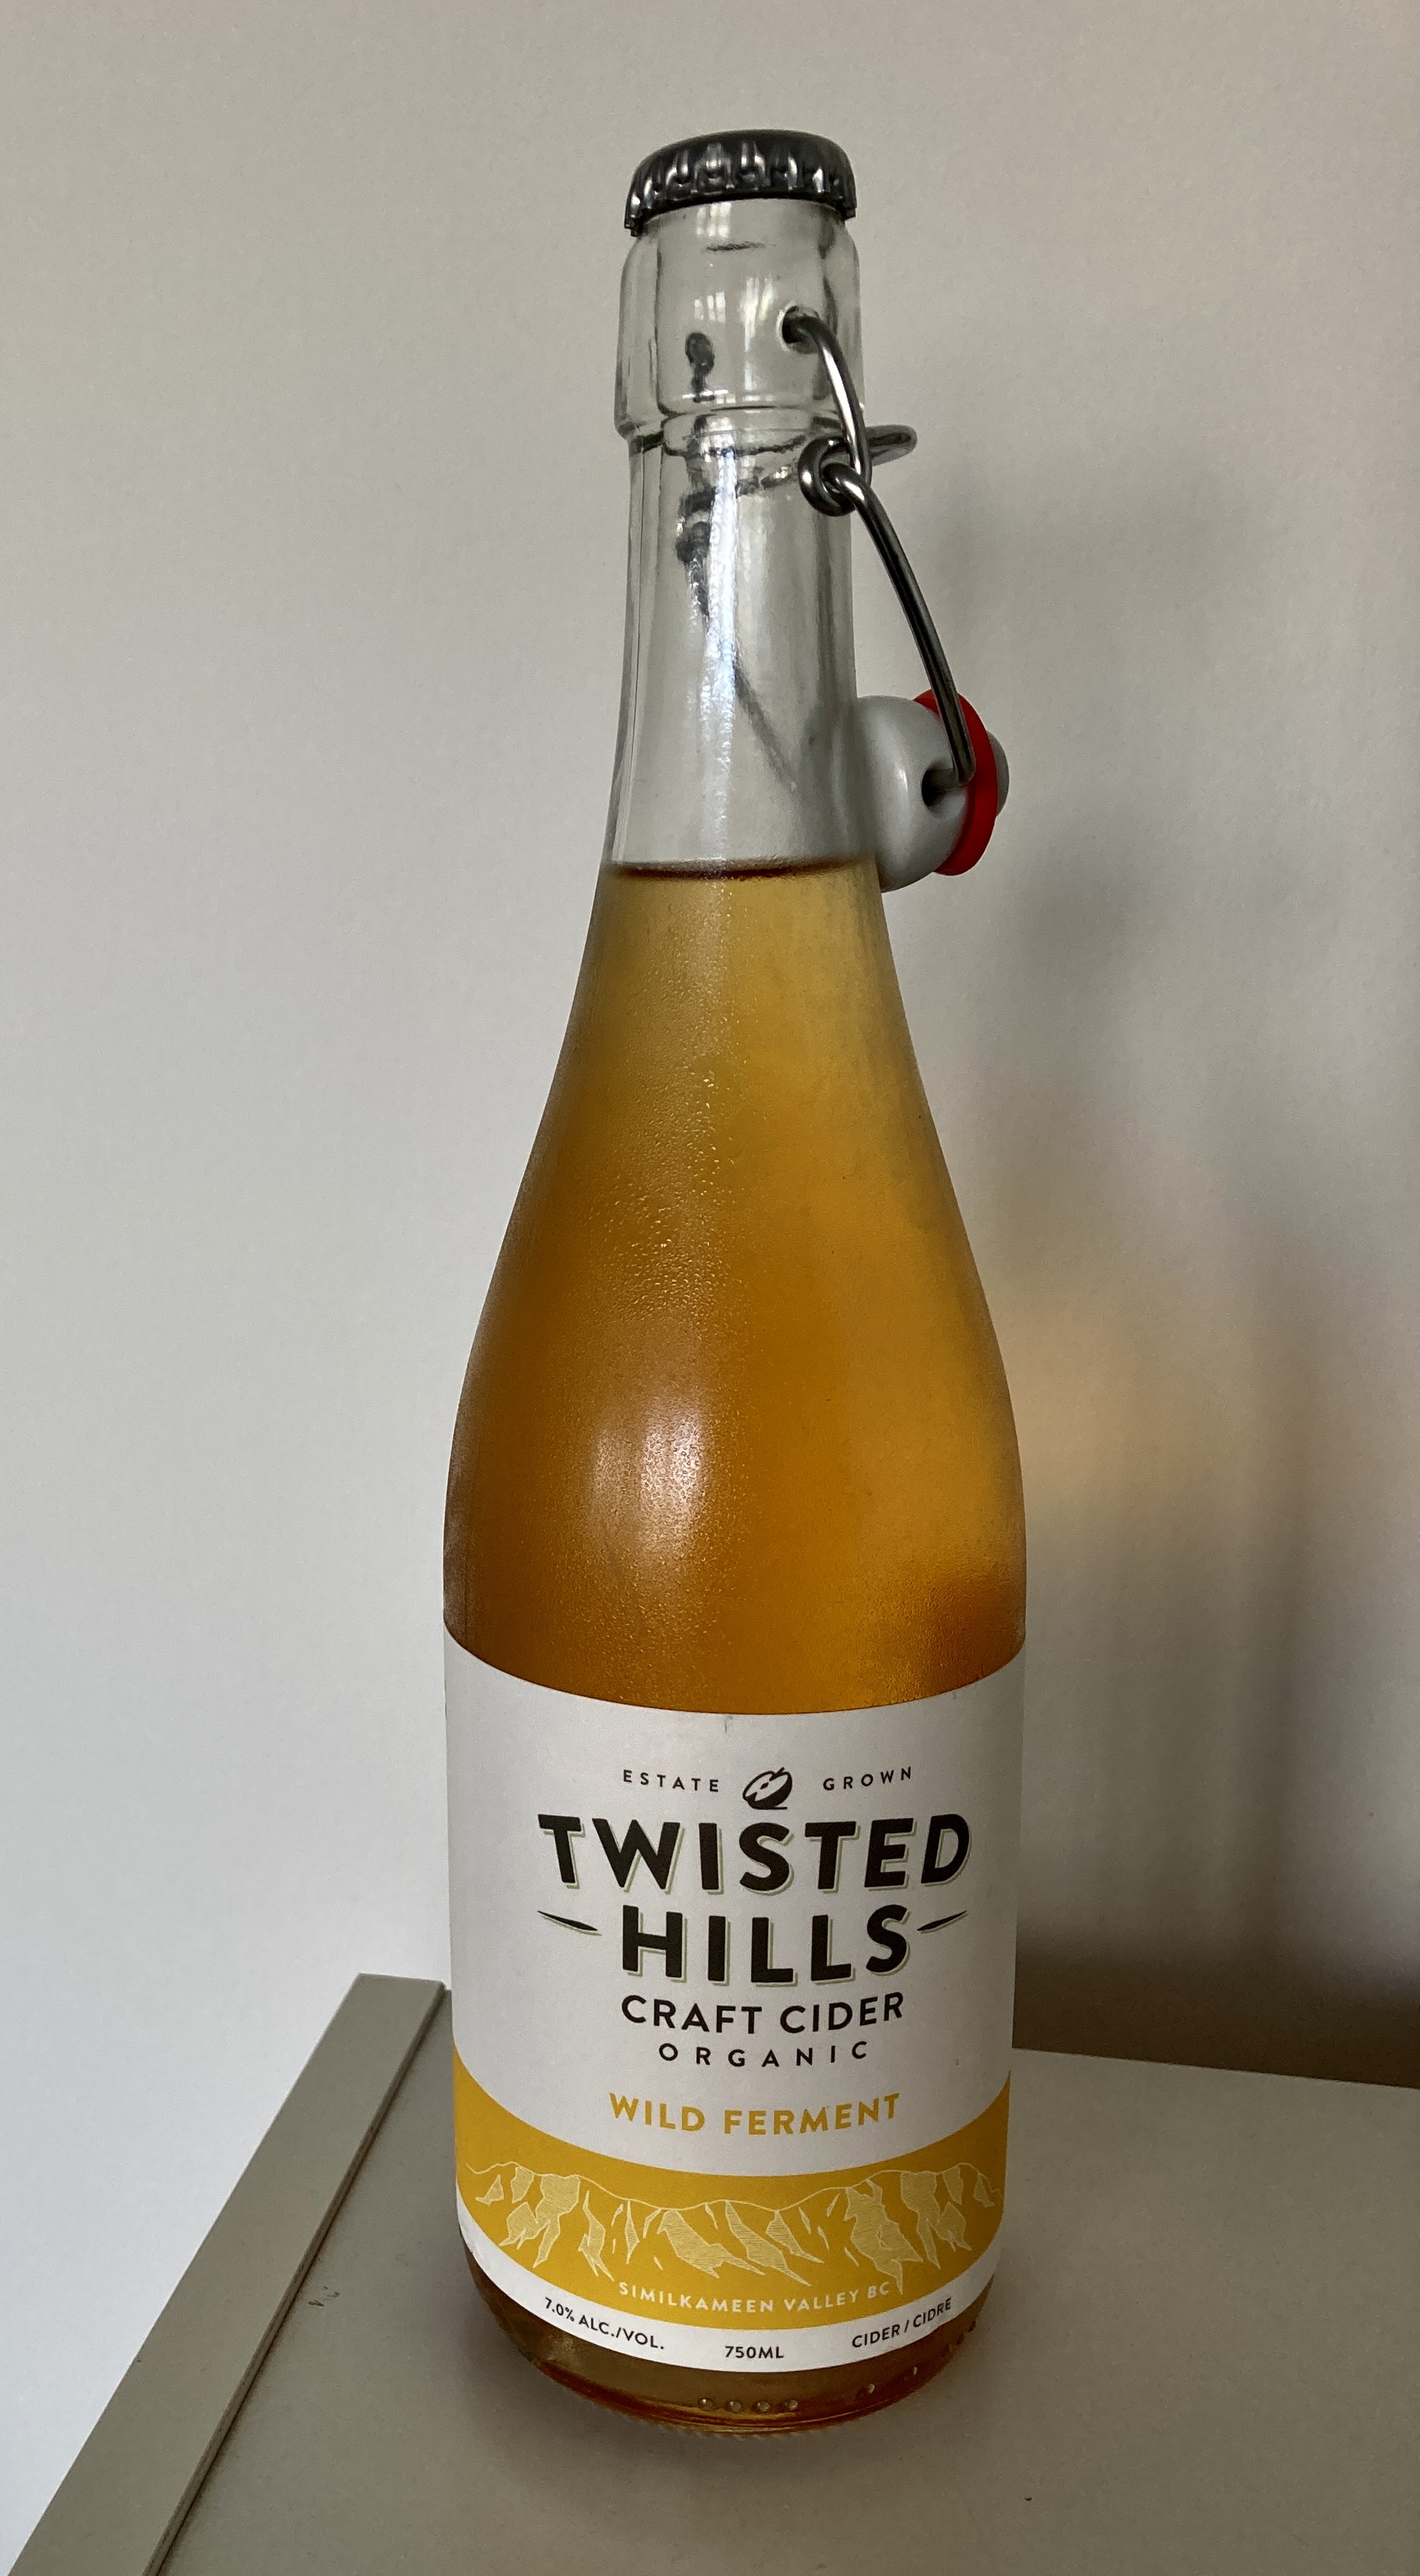 ESTATE GROWN
TWISTED
HILLS
CRAFT CIDER
ORGANIC
WILD FERMENT
SIMILKAMEEN VALLEY BC
7.0% ALC./VOL. 750ML CIDER / CIDRE